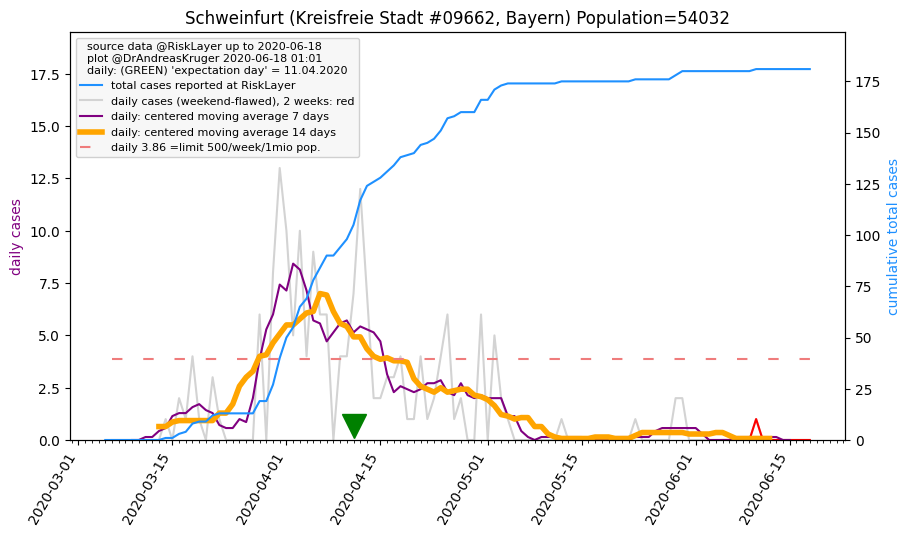 Schweinfurt (Kreisfreie Stadt #09662, Bayern) Population=54032
source data @RiskLayer up to 2020-06-18
plot @DrAndreasKruger 2020-06-18 01:01
daily: (GREEN) 'expectation day' = 11.04.2020
total cases reported at RiskLayer
daily cases (weekend-flawed), 2 weeks: red
daily: centered moving average 7 days
daily: centered moving average 14 days
daily 3.86 =limit 500/week/1mio pop.
daily cases
17.5
15.0
12.5
10.0
7.5
5.0
2.5
0.0
cumulative total cases
175
150
125
100
75
50
25
0
2020-03-01
2020-03-15
2020-04-01
2020-04-15
2020-05-01
2020-05-15
2020-06-01
2020-06-15